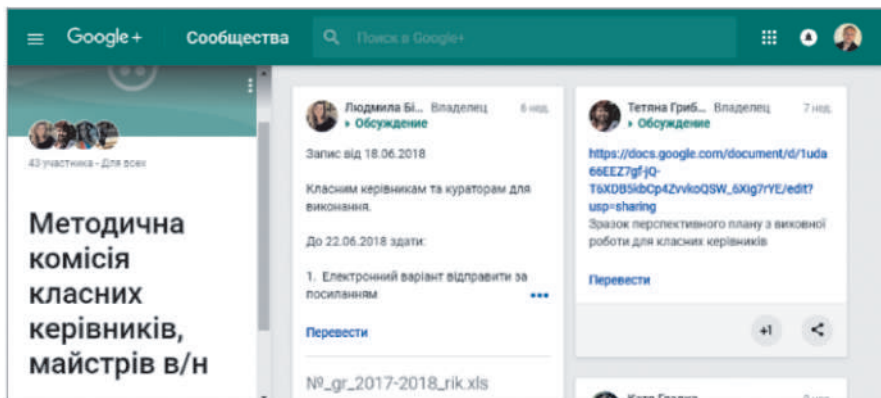 Google+ Сообщества Поиск в Google+
43 участника - Для всех
Методична
комісія
класних
керівників,
майстрів в/н
Людмила Бі... Владелец 6 нед.
Обсуждение
Запис від 18.06.2018
Класним керівникам та кураторам для
виконання.
До 22.06.2018 здати:
1. Електронний варіант відправити за
посиланням
Перевести
№_gr_2017-2018_rik.xls
Тетяна Гриб... Владелец 7 нед.
Обсуждение
https://docs.google.com/document/d/1uda
66EEZ7gf-jQ-
T6XDB5kbCp4ZvvkoQSW_6Xig7rYE/edit?
usp=sharing
Зразок перспективного плану з виховної
роботи для класних керівників
Перевести
+1